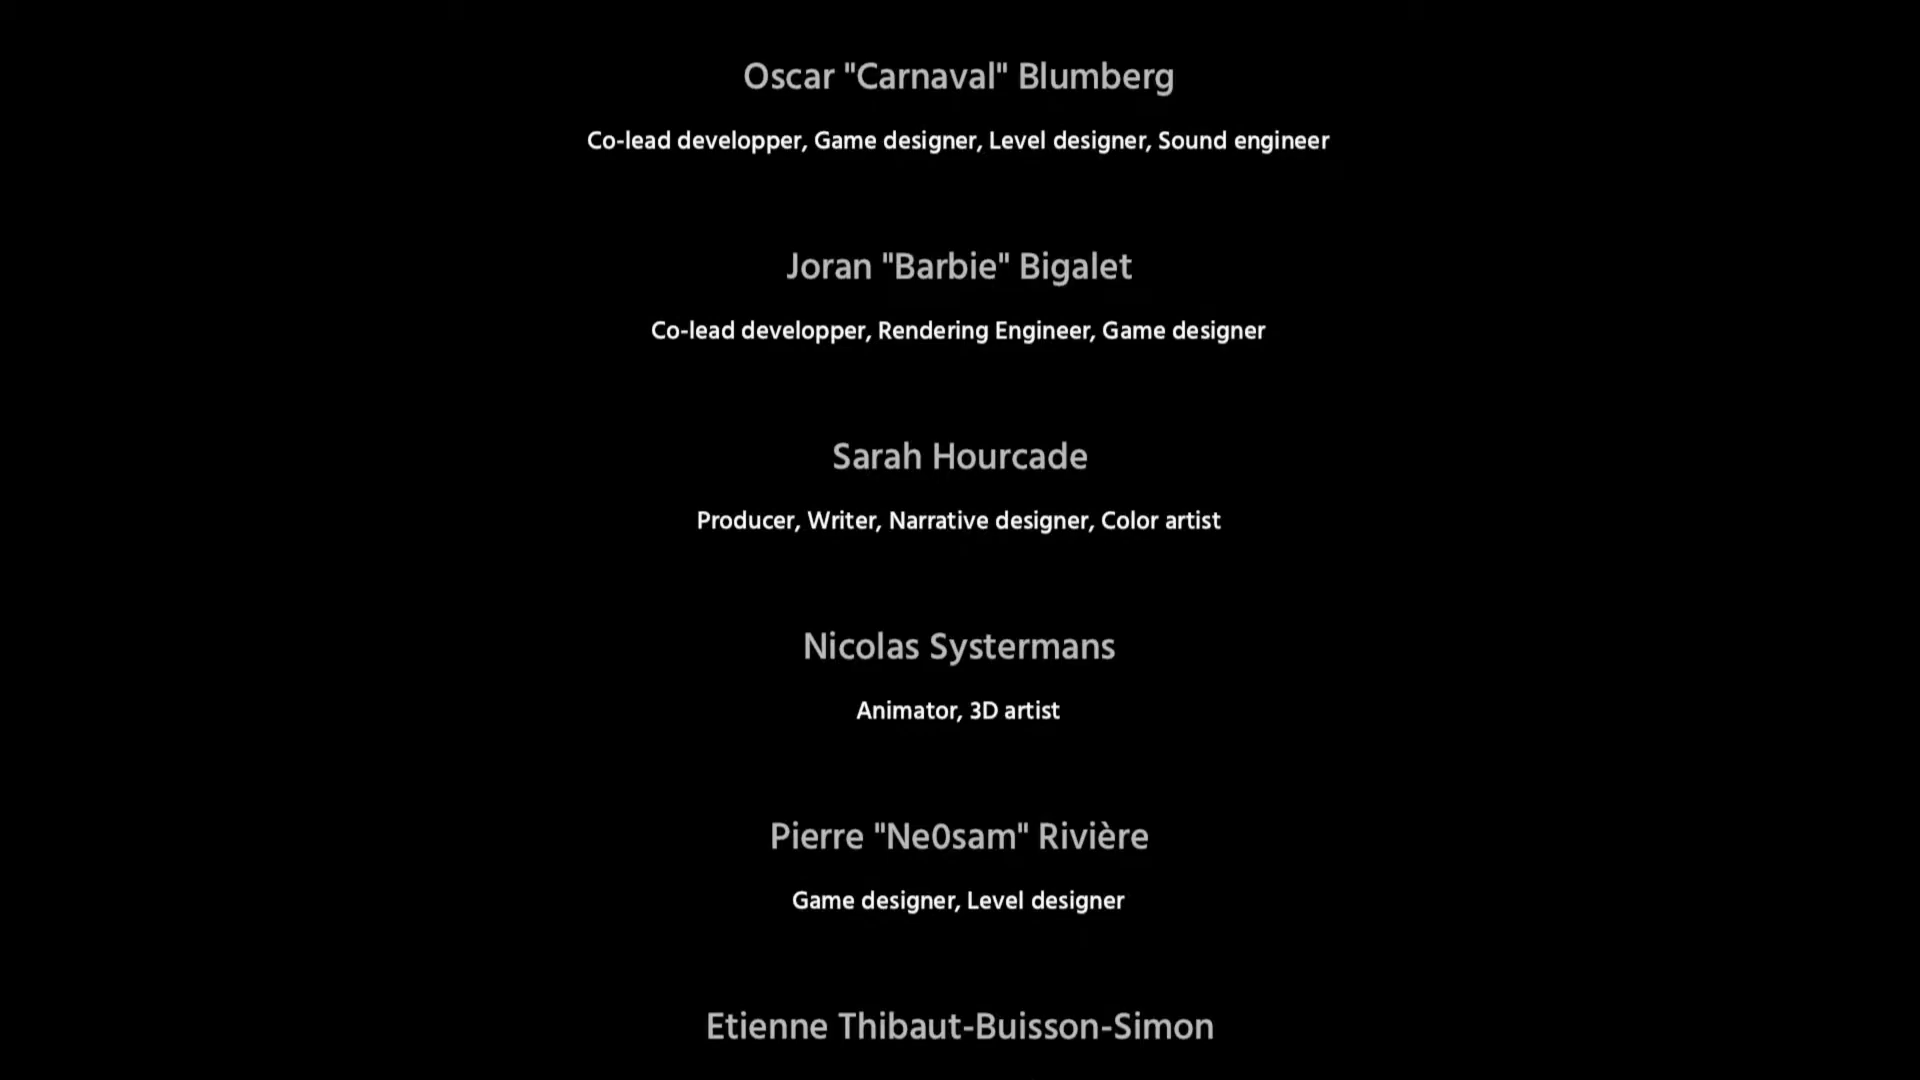 Oscar "Carnaval" Blumberg
Co-lead developper, Game designer, Level designer, Sound engineer
Joran "Barbie" Bigalet
Co-lead developper, Rendering Engineer, Game designer
Sarah Hourcade
Producer, Writer, Narrative designer, Color artist
Nicolas Systermans
Animator, 3D artist
Pierre "Ne0sam" Rivière
Game designer, Level designer
Etienne Thibaut-Buisson-Simon